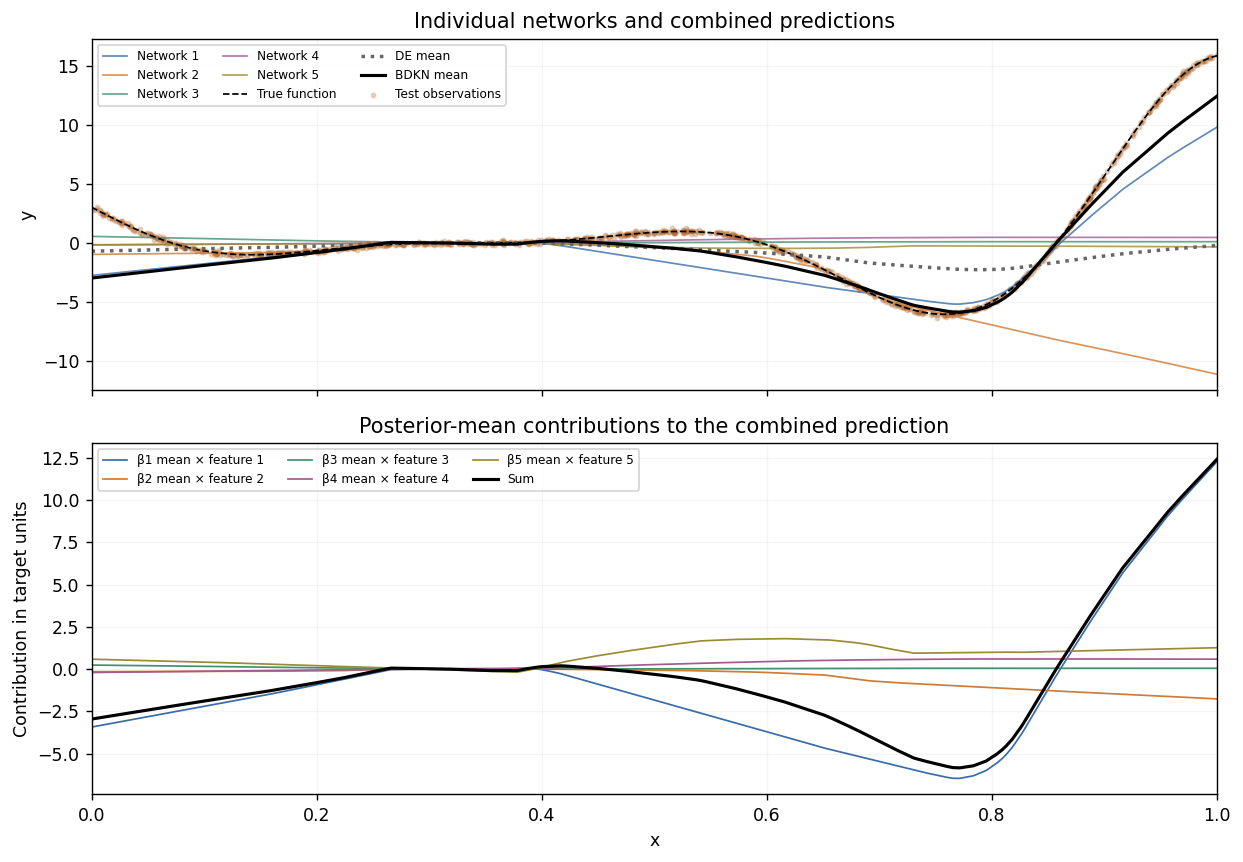 Individual networks and combined predictions
Network 1
Network 2
Network 3
Network 4
Network 5
True function
DE mean
BDKN mean
Test observations
y
15
10
5
0
−5
−10
Posterior-mean contributions to the combined prediction
β1 mean × feature 1
β2 mean × feature 2
β3 mean × feature 3
β4 mean × feature 4
β5 mean × feature 5
Sum
Contribution in target units
12.5
10.0
7.5
5.0
2.5
0.0
−2.5
−5.0
0.0 0.2 0.4 0.6 0.8 1.0
x